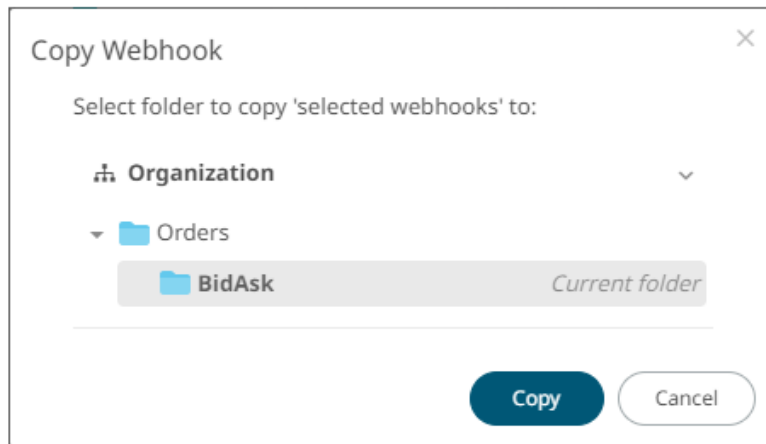 Copy Webhook
Select folder to copy 'selected webhooks' to:
Organization
Orders
BidAsk Current folder
Copy Cancel